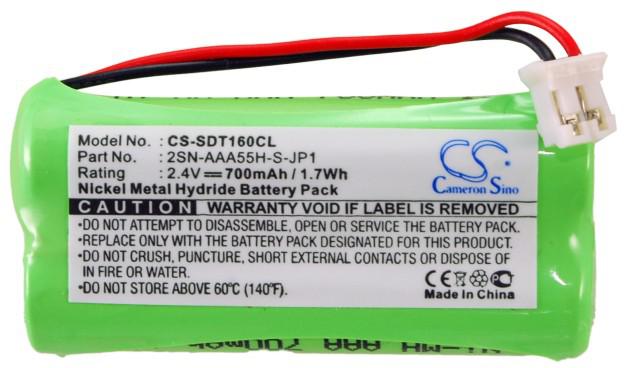 Model No. : CS-SDT160CL
Part No. : 2SN-AAA55H-S-JP1
Rating : 2.4V ⎓ 700mAh / 1.7Wh
Nickel Metal Hydride Battery Pack
CS
Cameron Sino
CAUTION WARRANTY VOID IF LABEL IS REMOVED
•DO NOT ATTEMPT TO DISASSEMBLE, OR SERVICE THE BATTERY PACK.
•REPLACE WITH THE BATTERY PACK DESIGNATED FOR THIS PRODUCT.
•DO NOT CRUSH, PUNCTURE, SHORT EXTERNAL CONTACTS OR DISPOSE OF
IN FIRE OR WATER.
•DO NOT STORE ABOVE 60℃ (140℉).
CE
Made In China
AAA 700mAh